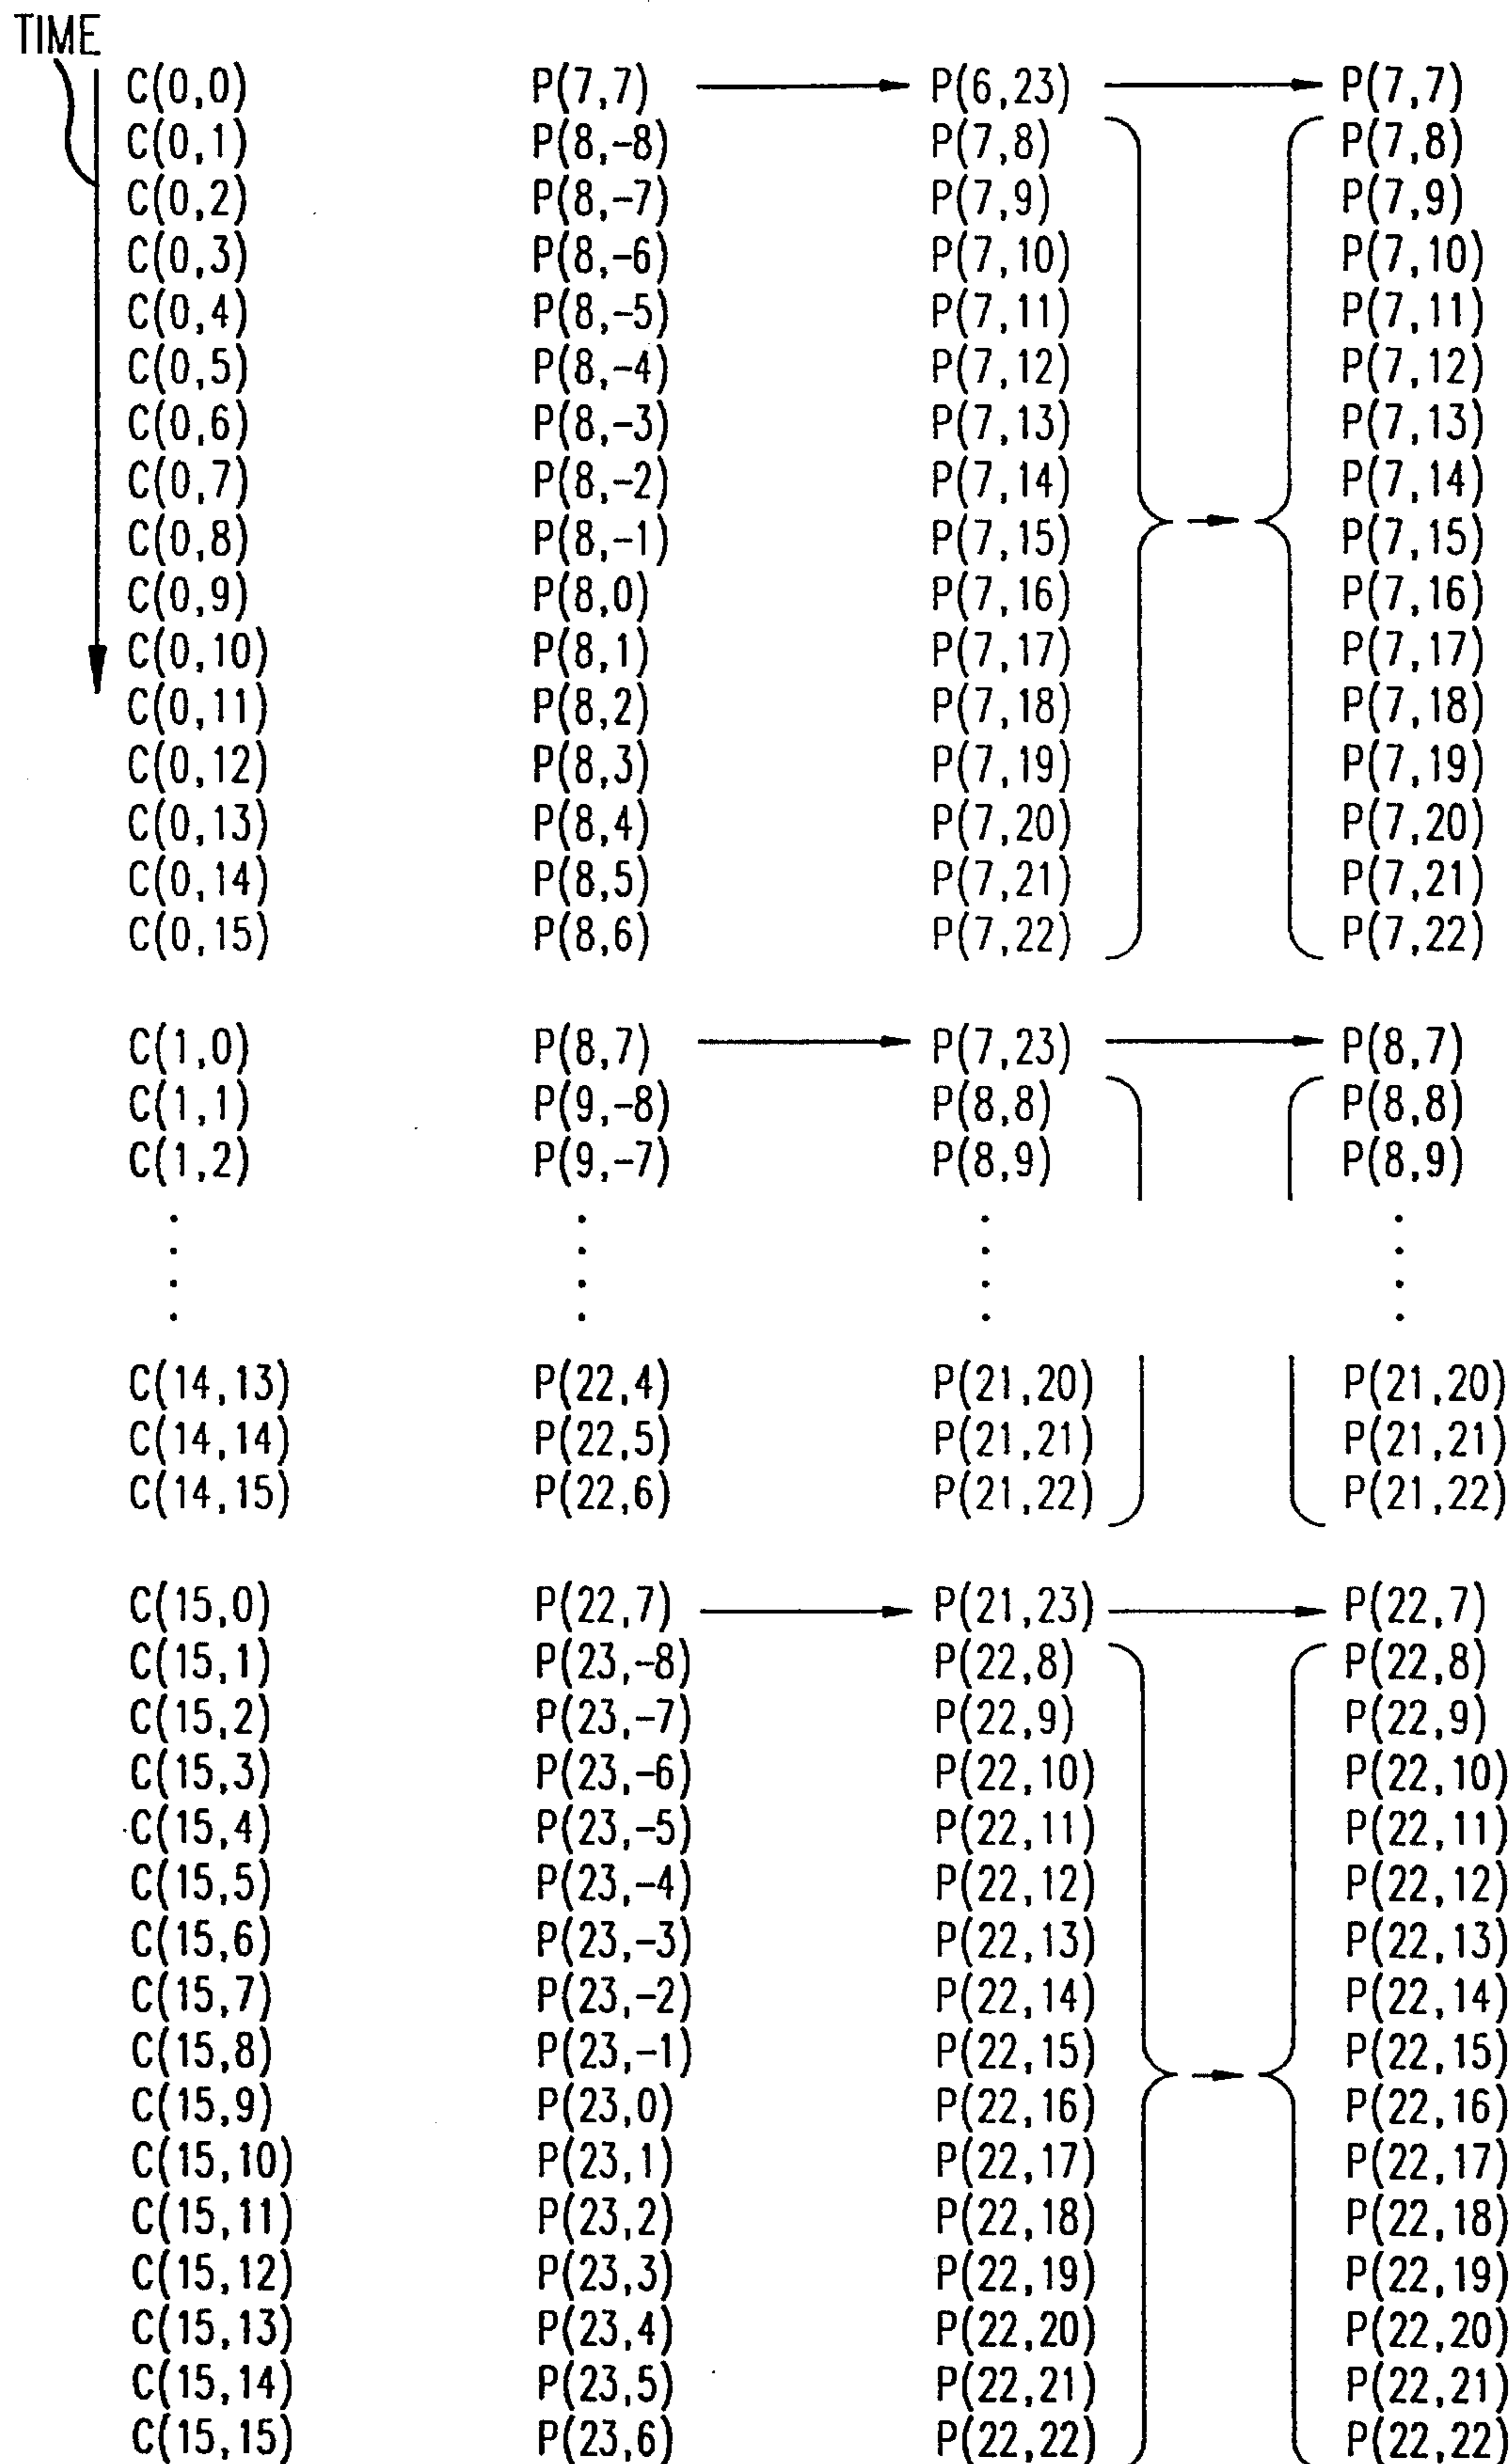 TIME
C(0,0) P(7,7) P(6,23) P(7,7)
C(0,1) P(8,-8) P(7,8) P(7,8)
C(0,2) P(8,-7) P(7,9) P(7,9)
C(0,3) P(8,-6) P(7,10) P(7,10)
C(0,4) P(8,-5) P(7,11) P(7,11)
C(0,5) P(8,-4) P(7,12) P(7,12)
C(0,6) P(8,-3) P(7,13) P(7,13)
C(0,7) P(8,-2) P(7,14) P(7,14)
C(0,8) P(8,-1) P(7,15) P(7,15)
C(0,9) P(8,0) P(7,16) P(7,16)
C(0,10) P(8,1) P(7,17) P(7,17)
C(0,11) P(8,2) P(7,18) P(7,18)
C(0,12) P(8,3) P(7,19) P(7,19)
C(0,13) P(8,4) P(7,20) P(7,20)
C(0,14) P(8,5) P(7,21) P(7,21)
C(0,15) P(8,6) P(7,22) P(7,22)
C(1,0) P(8,7) P(7,23) P(8,7)
C(1,1) P(9,-8) P(8,8) P(8,8)
C(1,2) P(9,-7) P(8,9) P(8,9)
C(14,13) P(22,4) P(21,20) P(21,20)
C(14,14) P(22,5) P(21,21) P(21,21)
C(14,15) P(22,6) P(21,22) P(21,22)
C(15,0) P(22,7) P(21,23) P(22,7)
C(15,1) P(23,-8) P(22,8) P(22,8)
C(15,2) P(23,-7) P(22,9) P(22,9)
C(15,3) P(23,-6) P(22,10) P(22,10)
C(15,4) P(23,-5) P(22,11) P(22,11)
C(15,5) P(23,-4) P(22,12) P(22,12)
C(15,6) P(23,-3) P(22,13) P(22,13)
C(15,7) P(23,-2) P(22,14) P(22,14)
C(15,8) P(23,-1) P(22,15) P(22,15)
C(15,9) P(23,0) P(22,16) P(22,16)
C(15,10) P(23,1) P(22,17) P(22,17)
C(15,11) P(23,2) P(22,18) P(22,18)
C(15,12) P(23,3) P(22,19) P(22,19)
C(15,13) P(23,4) P(22,20) P(22,20)
C(15,14) P(23,5) P(22,21) P(22,21)
C(15,15) P(23,6) P(22,22) P(22,22)